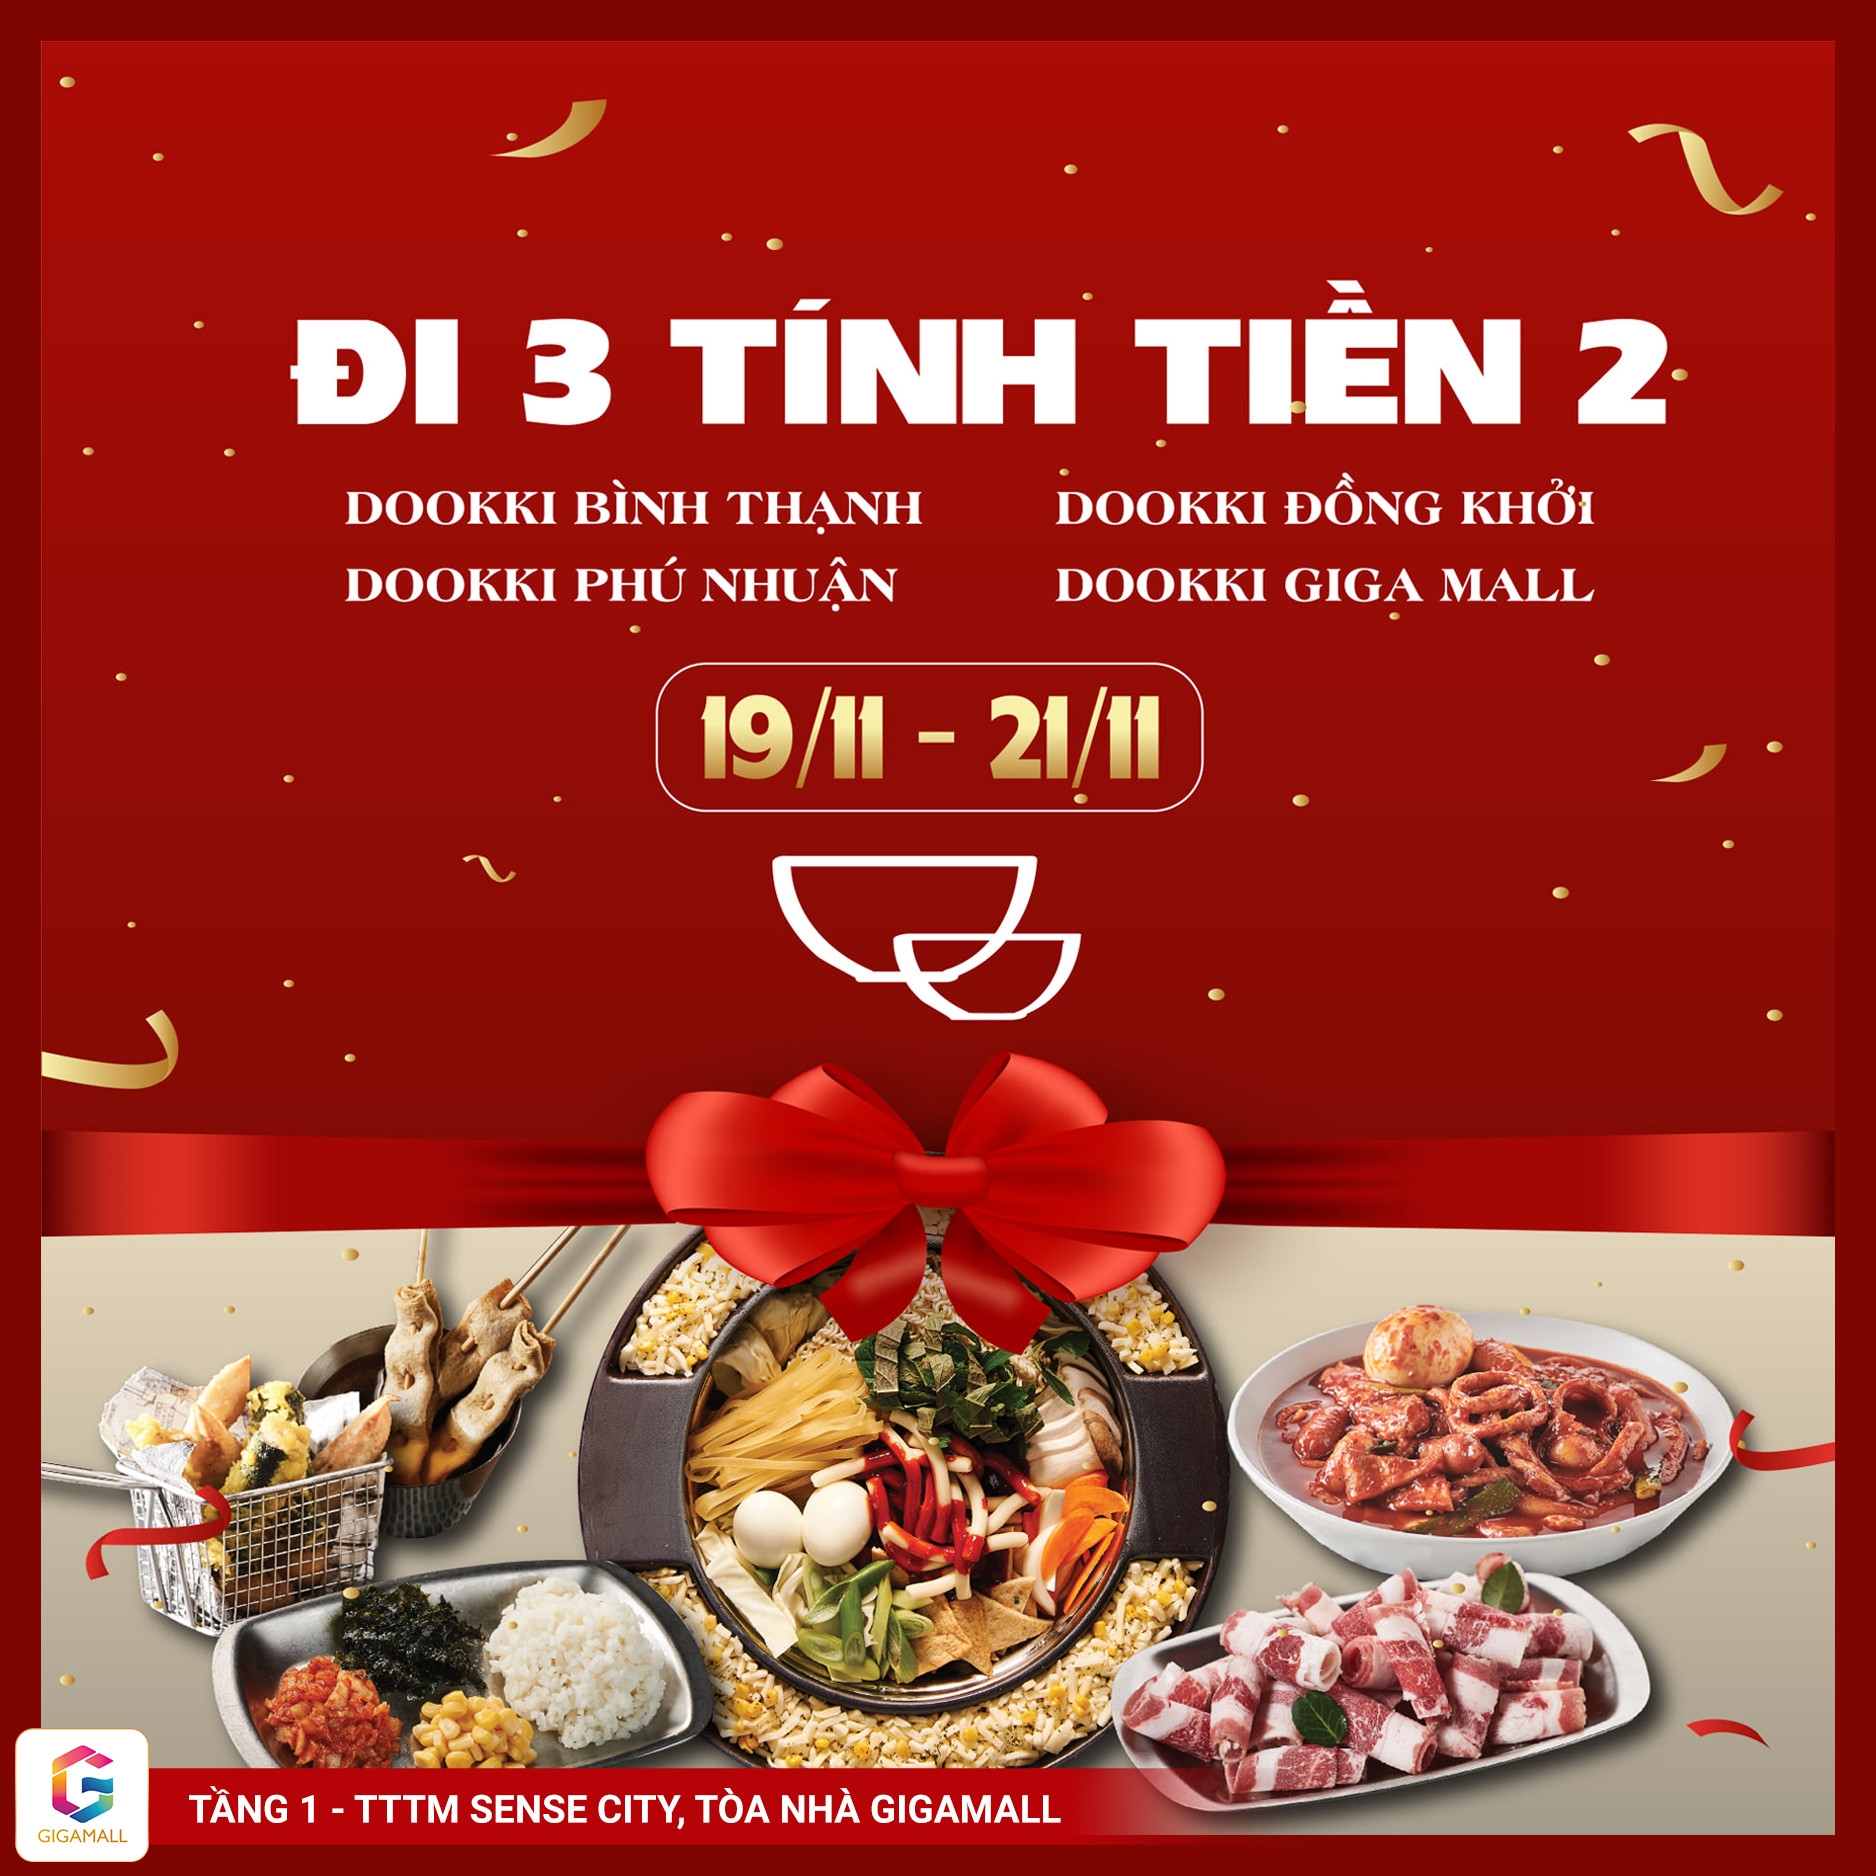 ĐI 3 TÍNH TIỀN 2
DOOKKI BÌNH THẠNH
DOOKKI ĐỒNG KHỞI
DOOKKI PHÚ NHUẬN
DOOKKI GIGA MALL
19/11 - 21/11
GIGAMALL
TẦNG 1 - TTTM SENSE CITY, TÒA NHÀ GIGAMALL